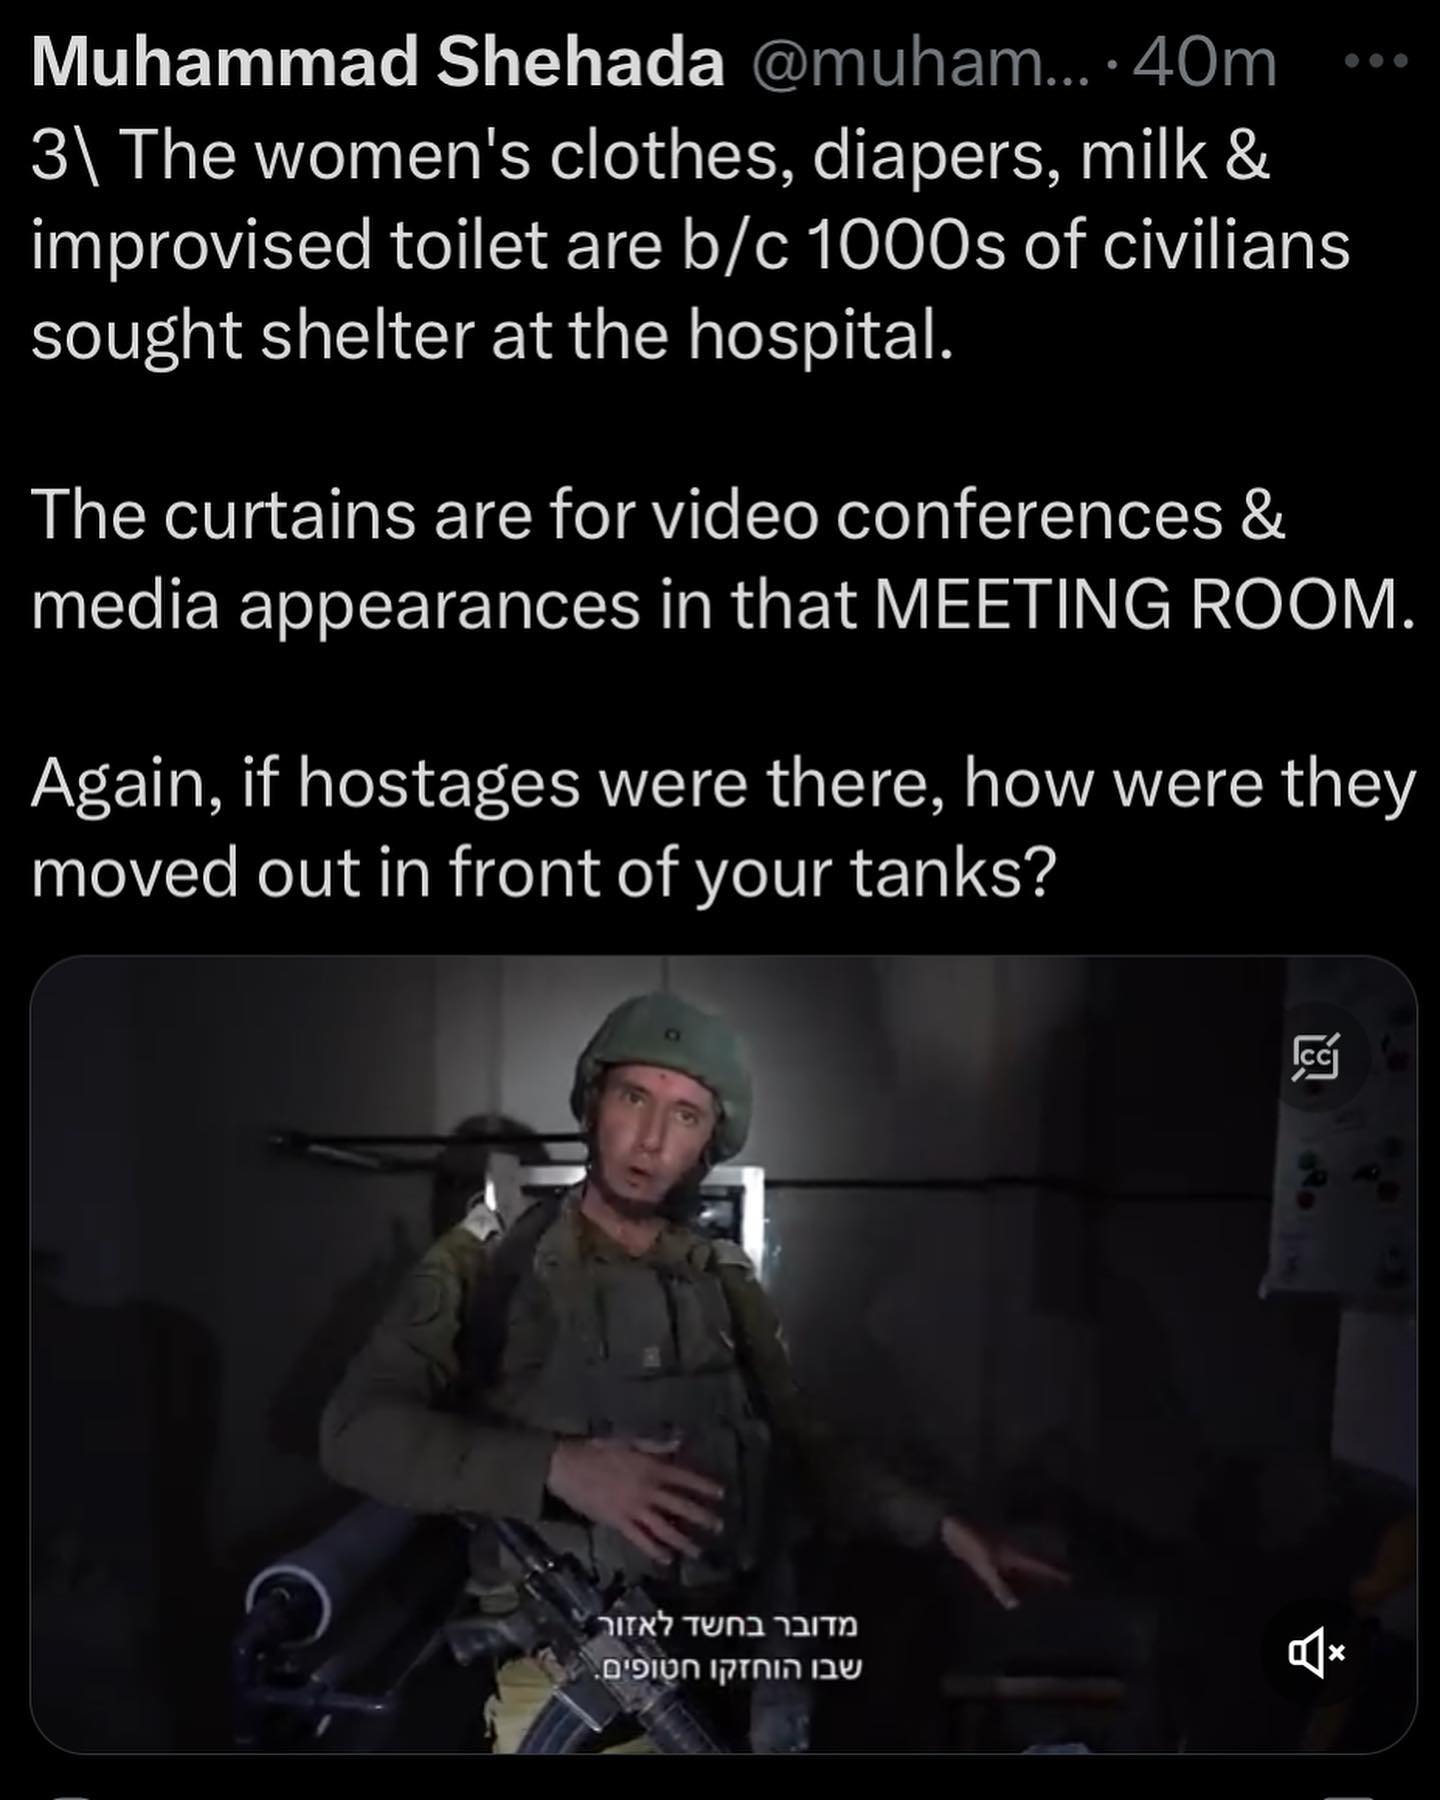 Muhammad Shehada @muham... · 40m
3\ The women's clothes, diapers, milk &
improvised toilet are b/c 1000s of civilians
sought shelter at the hospital.
The curtains are for video conferences &
media appearances in that MEETING ROOM.
Again, if hostages were there, how were they
moved out in front of your tanks?
CC
מדובר בחשד לאזור
שבו הוחזקו חטופים.